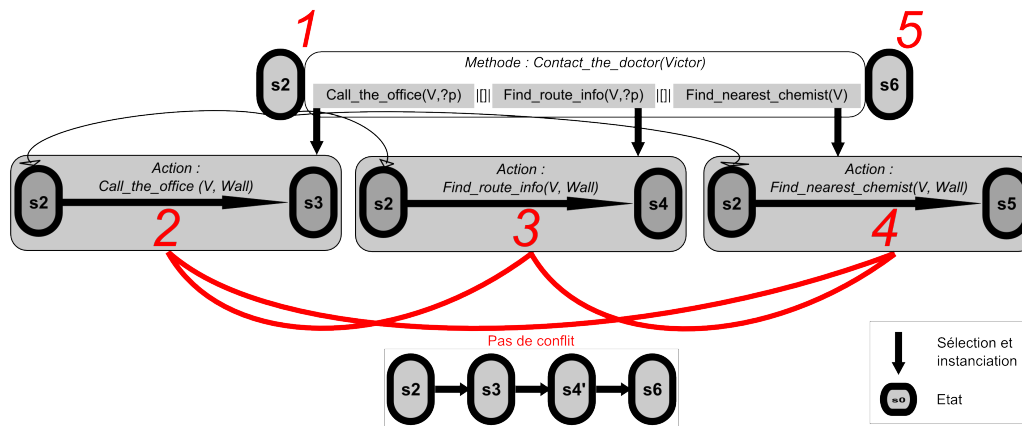 1
5
s2
Methode : Contact_the_doctor(Victor)
s6
Call_the_office(V,?p) |[]| Find_route_info(V,?p) |[]| Find_nearest_chemist(V)
Action :
Call_the_office (V, Wall)
s2
s3
2
Action :
Find_route_info(V, Wall)
s2
s4
3
Action :
Find_nearest_chemist(V, Wall)
s2
s5
4
Pas de conflit
s2
s3
s4'
s6
Sélection et
instanciation
s0
Etat